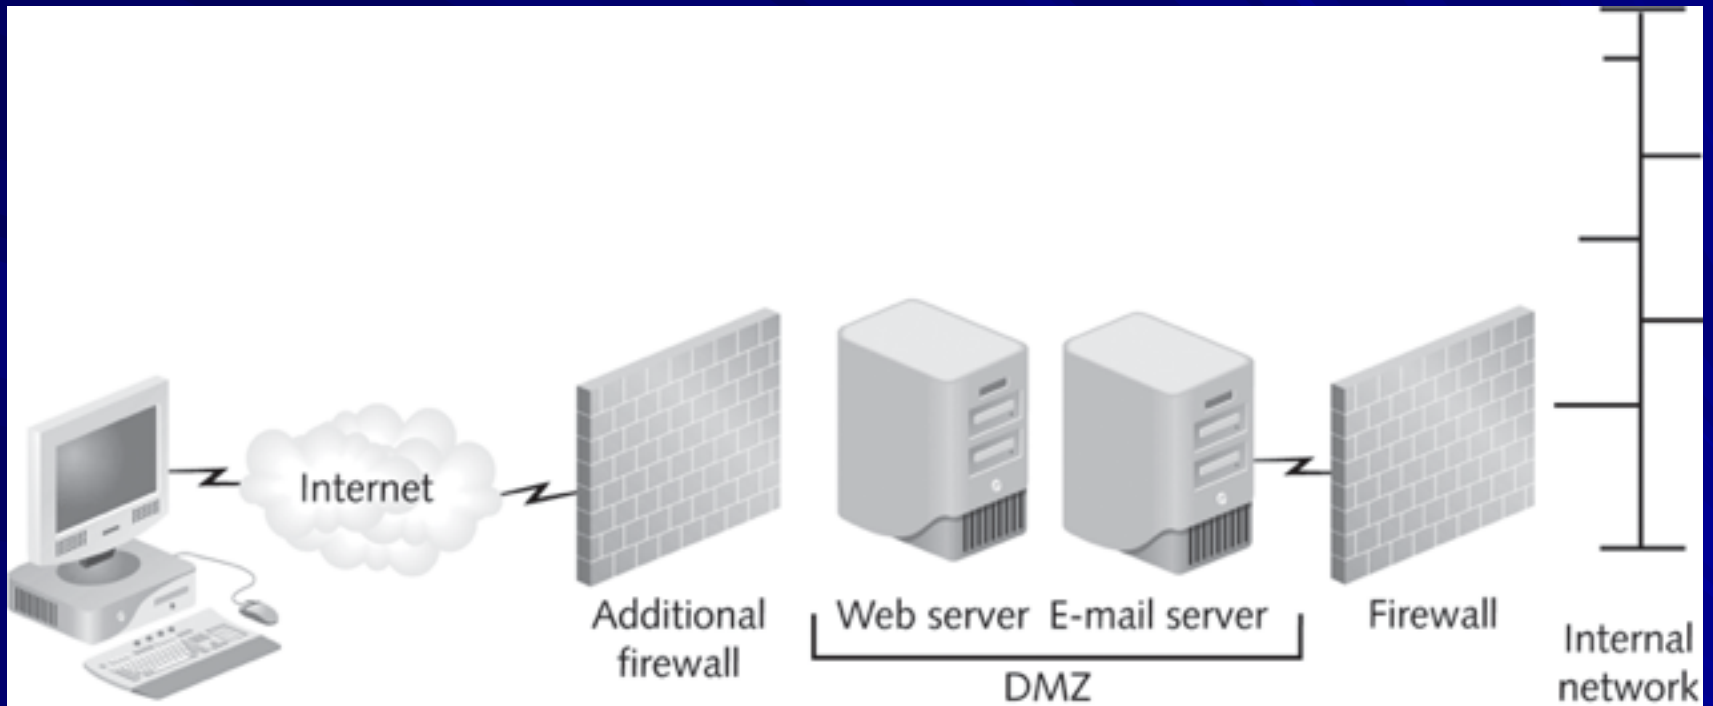 Internet
Additional
firewall
Web server
E-mail server
DMZ
Firewall
Internal
network